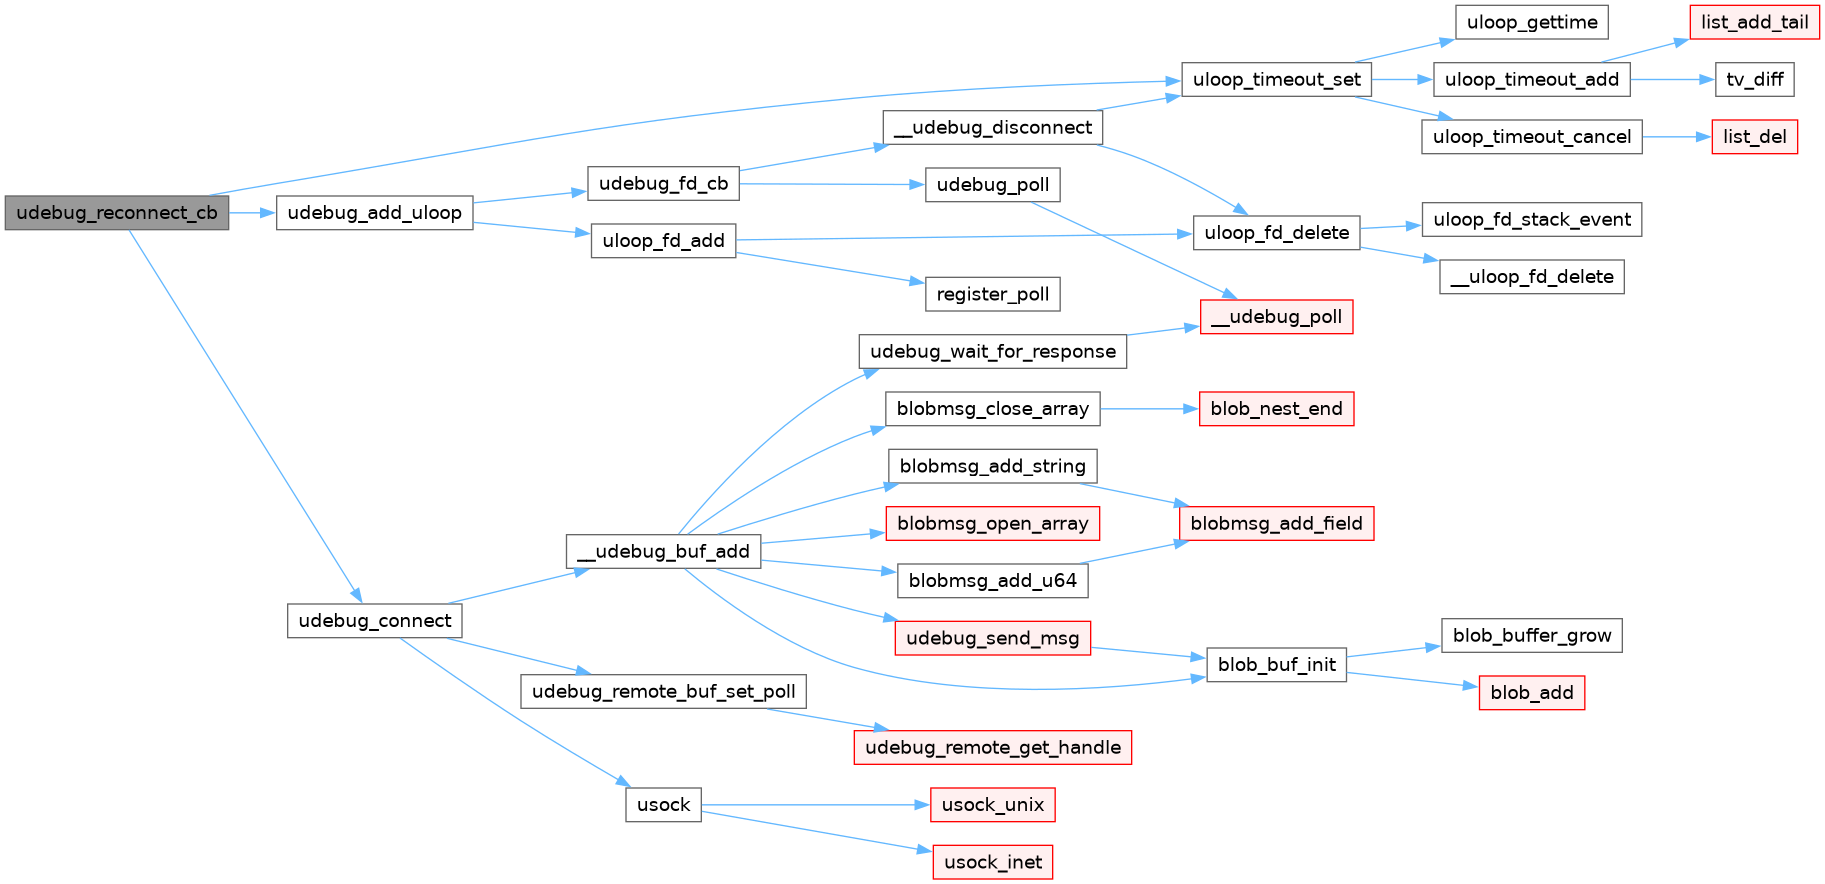 udebug_reconnect_cb
udebug_add_uloop
udebug_connect
udebug_fd_cb
uloop_fd_add
__udebug_buf_add
udebug_remote_buf_set_poll
usock
__udebug_disconnect
udebug_poll
register_poll
udebug_wait_for_response
blobmsg_close_array
blobmsg_add_string
blobmsg_open_array
blobmsg_add_u64
udebug_send_msg
udebug_remote_get_handle
usock_unix
usock_inet
uloop_timeout_set
uloop_fd_delete
__udebug_poll
blob_nest_end
blobmsg_add_field
blob_buf_init
uloop_gettime
uloop_timeout_add
uloop_timeout_cancel
uloop_fd_stack_event
__uloop_fd_delete
blob_buffer_grow
blob_add
list_add_tail
tv_diff
list_del